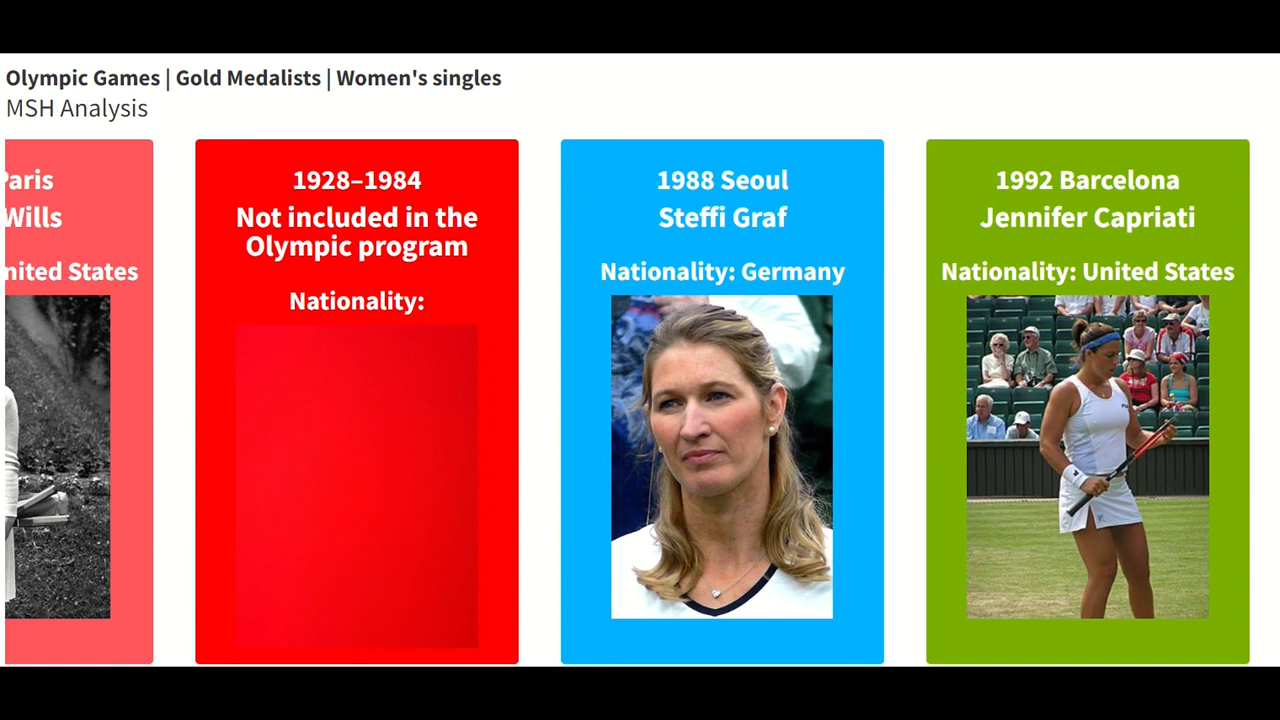 Olympic Games | Gold Medalists | Women's singles
MSH Analysis
Paris
Wills
nited States
1928–1984
Not included in the
Olympic program
Nationality:
1988 Seoul
Steffi Graf
Nationality: Germany
1992 Barcelona
Jennifer Capriati
Nationality: United States